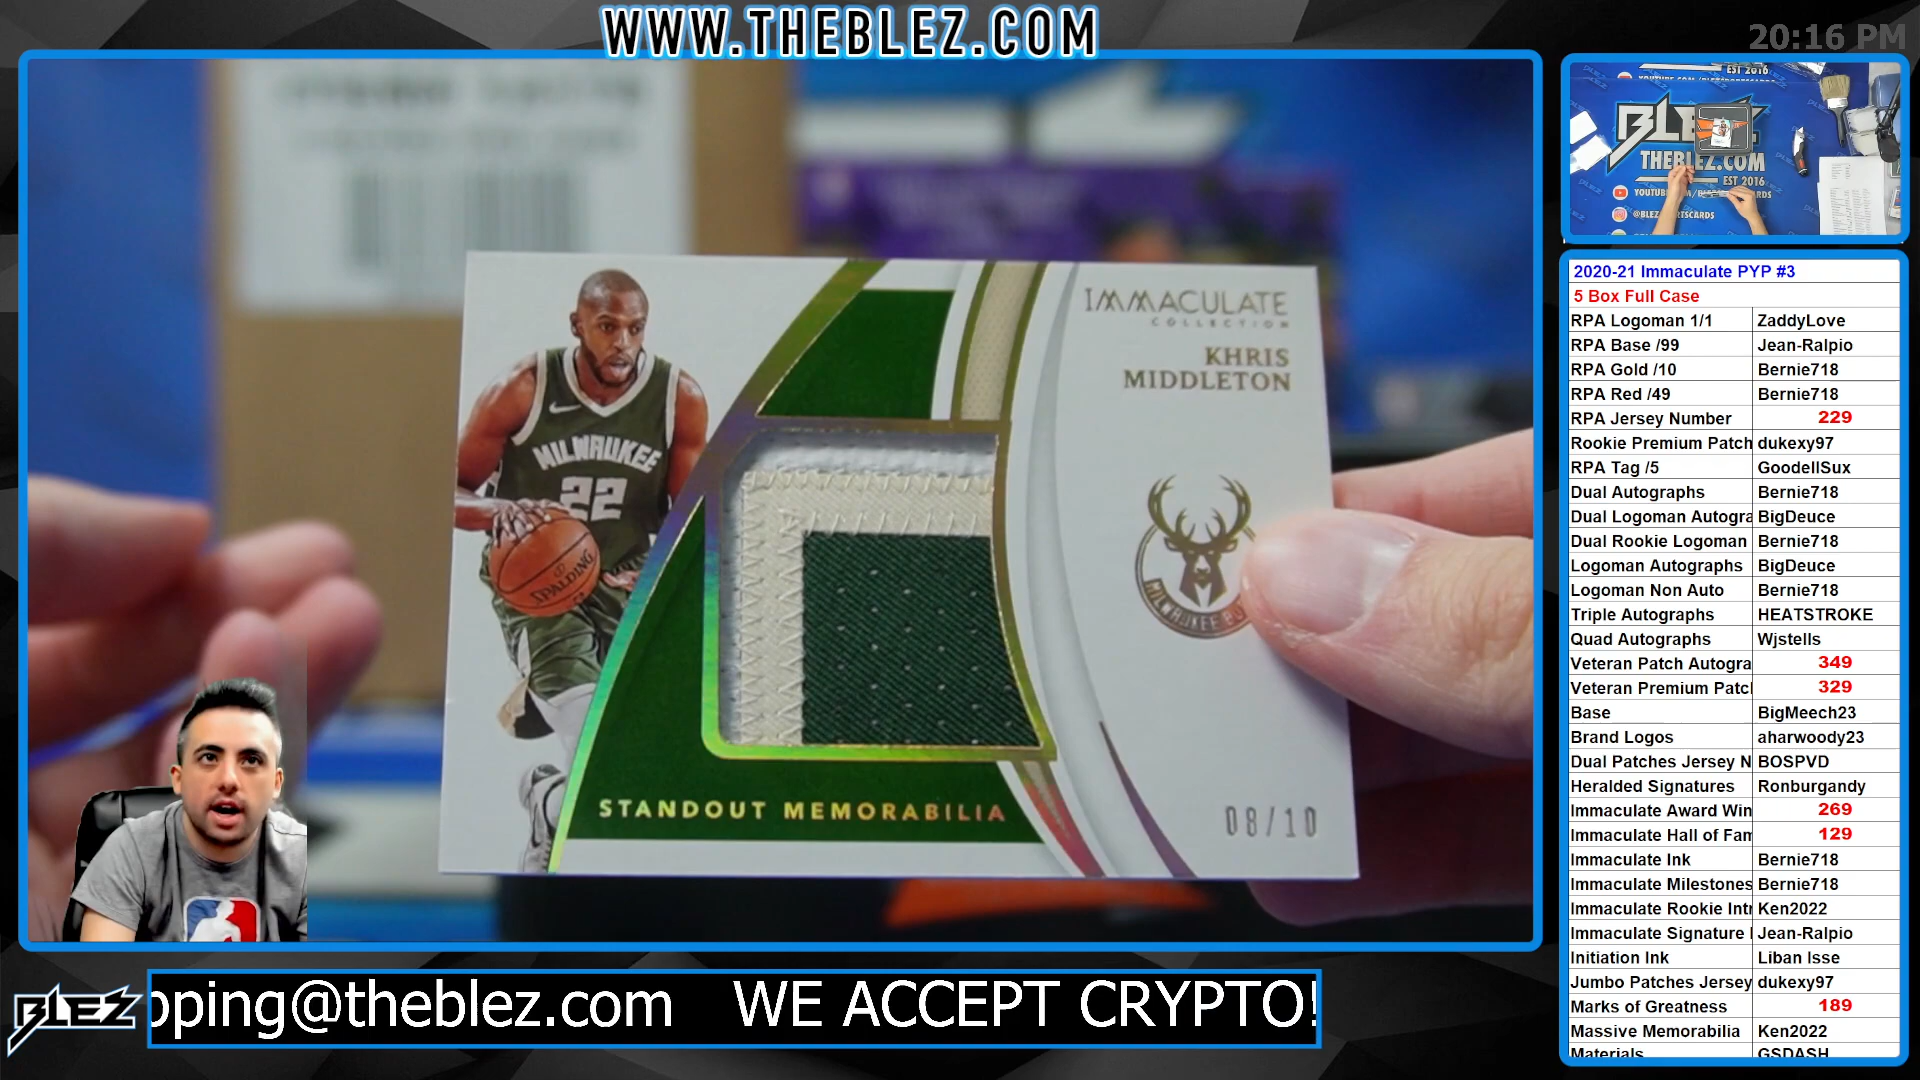 WWW.THEBLEZ.COM
20:16 PM
IMMACULATE
COLLECTION
KHRIS
MIDDLETON
MILWAUKEE
22
SPALDING
STANDOUT MEMORABILIA
08/10
EST 2016
BLEZ
THEBLEZ.COM
EST 2016
2020-21 Immaculate PYP #3
5 Box Full Case
RPA Logoman 1/1 ZaddyLove
RPA Base /99 Jean-Ralpio
RPA Gold /10 Bernie718
RPA Red /49 Bernie718
RPA Jersey Number 229
Rookie Premium Patch dukexy97
RPA Tag /5 GoodellSux
Dual Autographs Bernie718
Dual Logoman Autogra BigDeuce
Dual Rookie Logoman Bernie718
Logoman Autographs BigDeuce
Logoman Non Auto Bernie718
Triple Autographs HEATSTROKE
Quad Autographs Wjstells
Veteran Patch Autogra 349
Veteran Premium Patc 329
Base BigMeech23
Brand Logos aharwoody23
Dual Patches Jersey N BOSPVD
Heralded Signatures Ronburgandy
Immaculate Award Win 269
Immaculate Hall of Fam 129
Immaculate Ink Bernie718
Immaculate Milestones Bernie718
Immaculate Rookie Intr Ken2022
Immaculate Signature Jean-Ralpio
Initiation Ink Liban Isse
Jumbo Patches Jersey dukexy97
Marks of Greatness 189
Massive Memorabilia Ken2022
Materials GSDASH
BLEZ
pping@theblez.com WE ACCEPT CRYPTO!